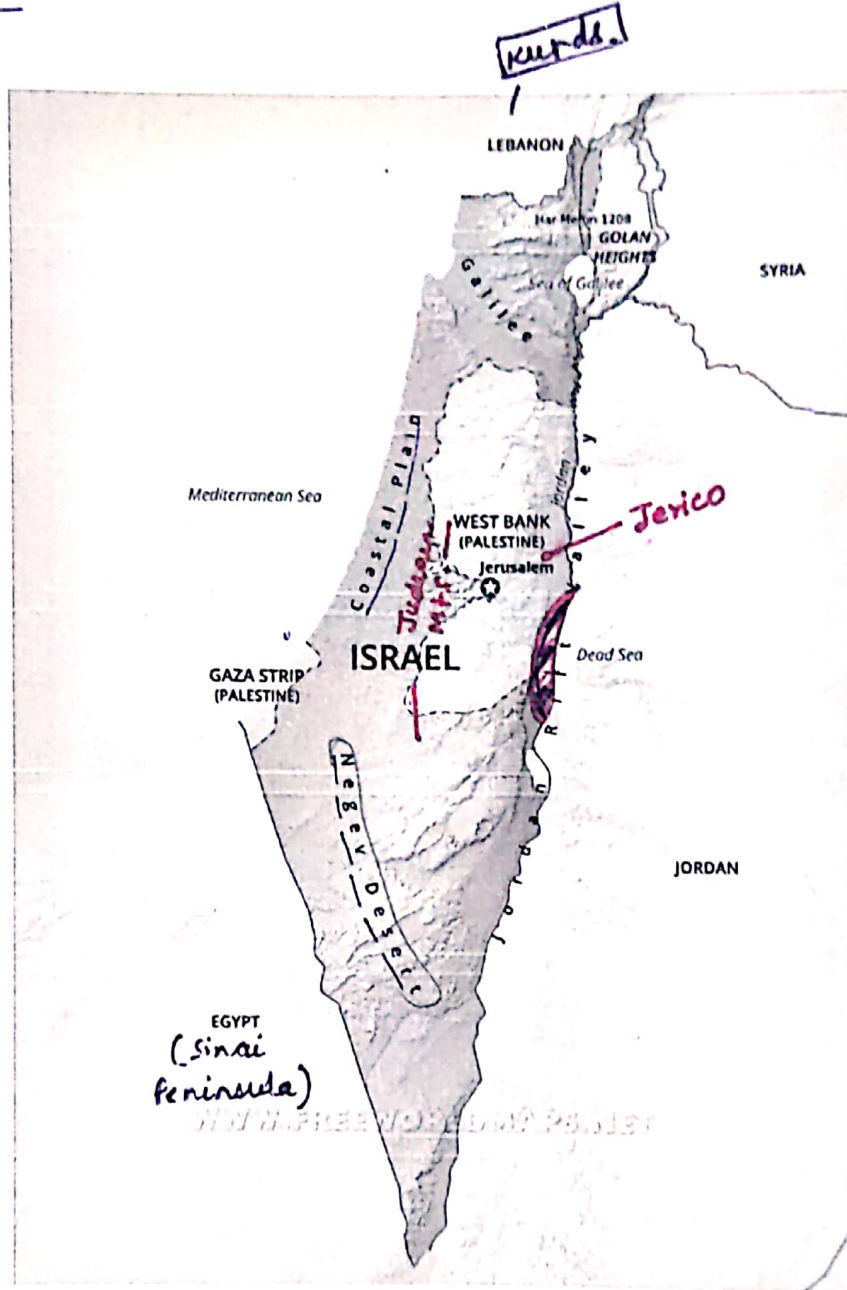 Kurds.
LEBANON
Har Meron 1208
GOLAN
HEIGHTS
Sea of Galilee
SYRIA
Galilee
Mediterranean Sea
Coastal Plain
Jordan
WEST BANK
(PALESTINE)
Jerico
Jerusalem
Judean
Mts
ISRAEL
Dead Sea
GAZA STRIP
(PALESTINE)
Jordan Rift Valley
Negev Desert
JORDAN
EGYPT
(Sinai
Peninsula)